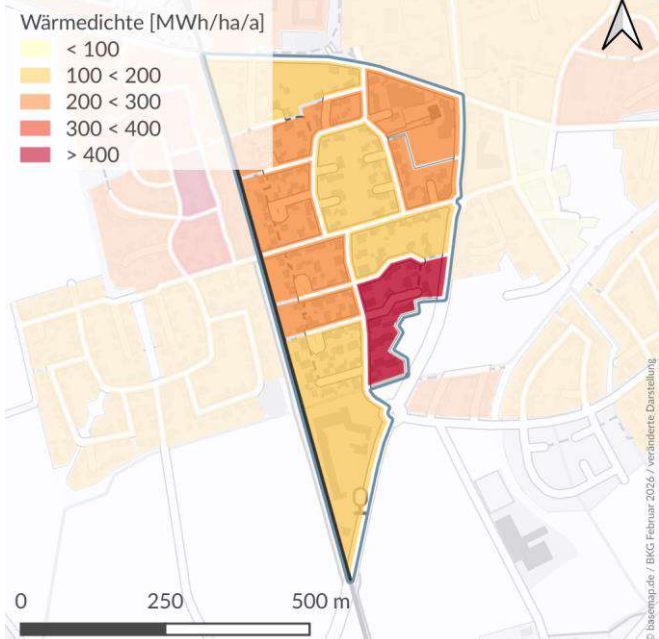 Wärmedichte [MWh/ha/a]
< 100
100 < 200
200 < 300
300 < 400
> 400
0 250 500 m
© basemap.de / BKG Februar 2026 / veränderte Darstellung